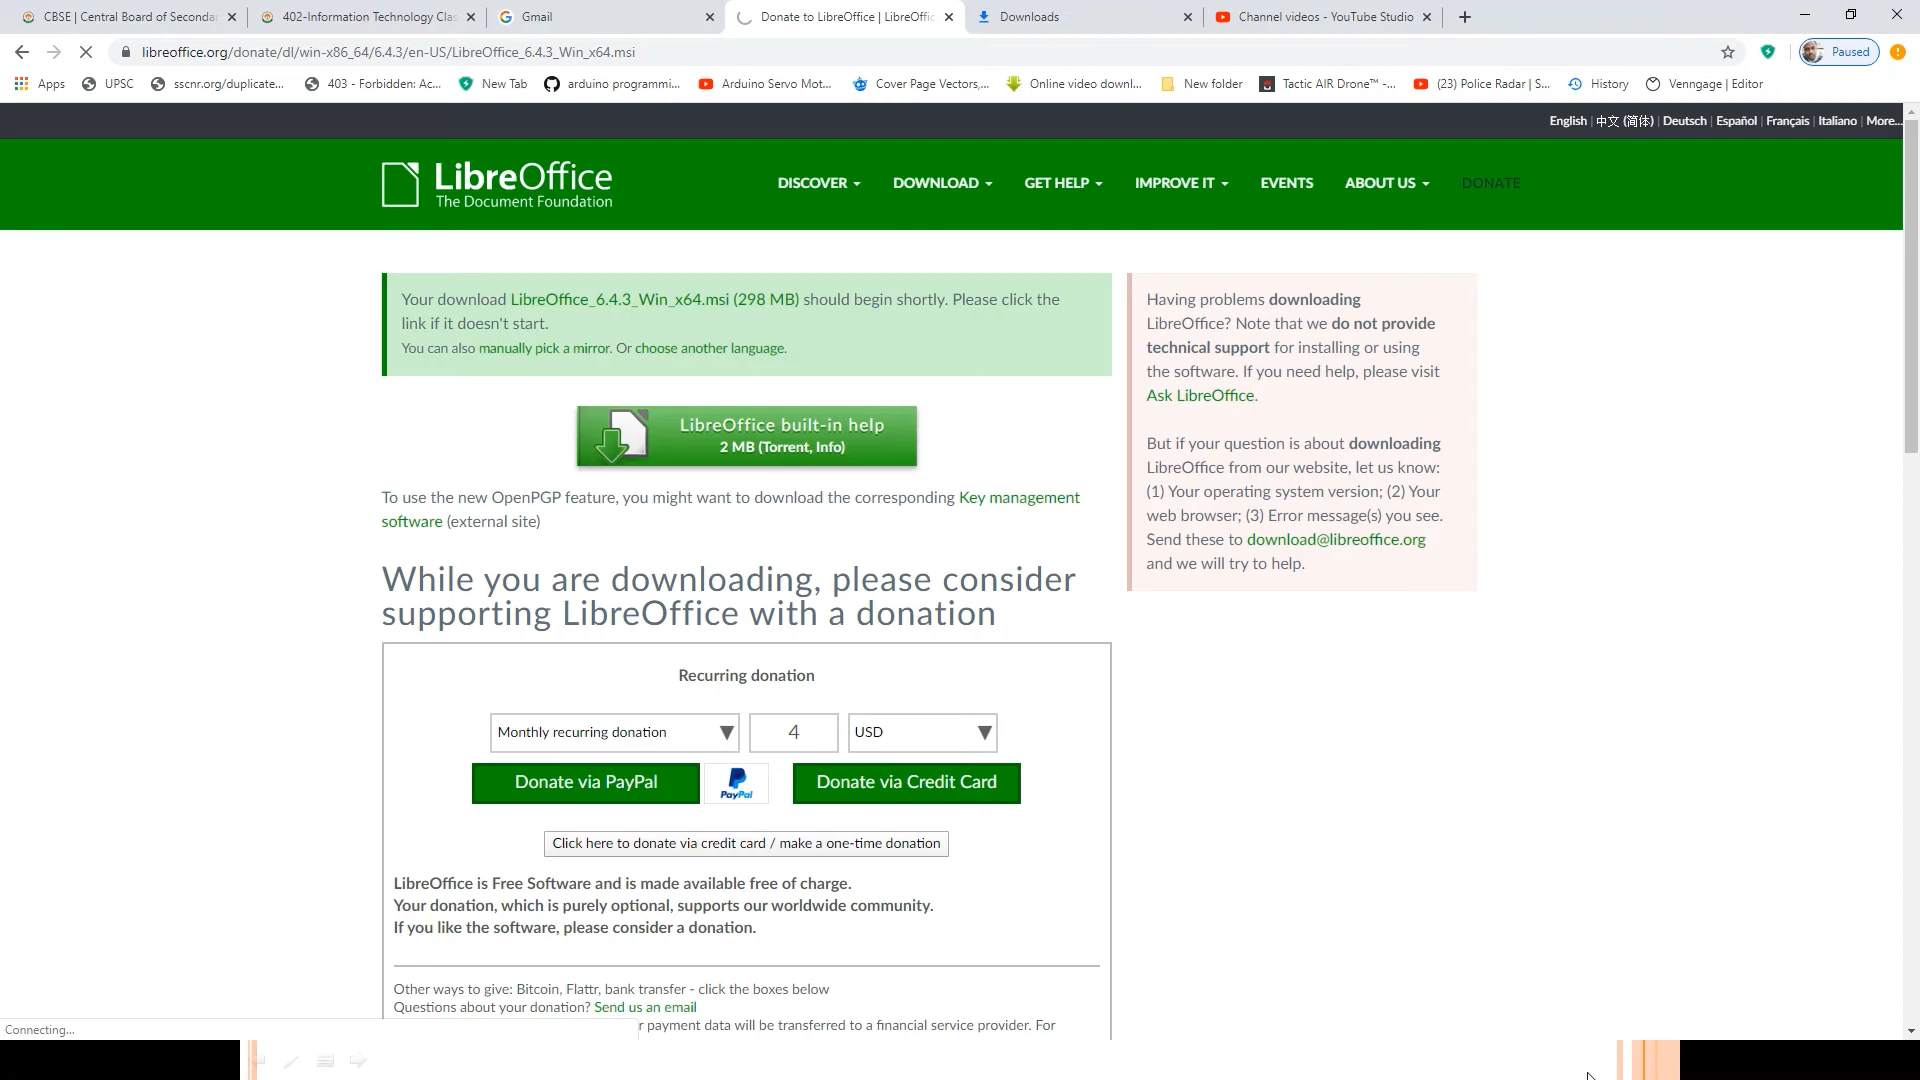 CBSE | Central Board of Seconda
402-Information Technology Clas
Gmail
Donate to LibreOffice | LibreOffic
Downloads
Channel videos - YouTube Studio
libreoffice.org/donate/dl/win-x86_64/6.4.3/en-US/LibreOffice_6.4.3_Win_x64.msi
Paused
Apps
UPSC
sscnr.org/duplicate...
403 - Forbidden: Ac...
New Tab
arduino programmi...
Arduino Servo Mot...
Cover Page Vectors,...
Online video downl...
New folder
Tactic AIR Drone™ -...
(23) Police Radar | S...
History
Venngage | Editor
English | 中文 (简体) | Deutsch | Español | Français | Italiano | More...
LibreOffice
The Document Foundation
DISCOVER
DOWNLOAD
GET HELP
IMPROVE IT
EVENTS
ABOUT US
DONATE
Your download LibreOffice_6.4.3_Win_x64.msi (298 MB) should begin shortly. Please click the
link if it doesn't start.
You can also manually pick a mirror. Or choose another language.
LibreOffice built-in help
2 MB (Torrent, Info)
To use the new OpenPGP feature, you might want to download the corresponding Key management
software (external site)
While you are downloading, please consider
supporting LibreOffice with a donation
Recurring donation
Monthly recurring donation
4
USD
Donate via PayPal
PayPal
Donate via Credit Card
Click here to donate via credit card / make a one-time donation
LibreOffice is Free Software and is made available free of charge.
Your donation, which is purely optional, supports our worldwide community.
If you like the software, please consider a donation.
Other ways to give: Bitcoin, Flattr, bank transfer - click the boxes below
Questions about your donation? Send us an email
r payment data will be transferred to a financial service provider. For
Having problems downloading
LibreOffice? Note that we do not provide
technical support for installing or using
the software. If you need help, please visit
Ask LibreOffice.
But if your question is about downloading
LibreOffice from our website, let us know:
(1) Your operating system version; (2) Your
web browser; (3) Error message(s) you see.
Send these to download@libreoffice.org
and we will try to help.
Connecting...